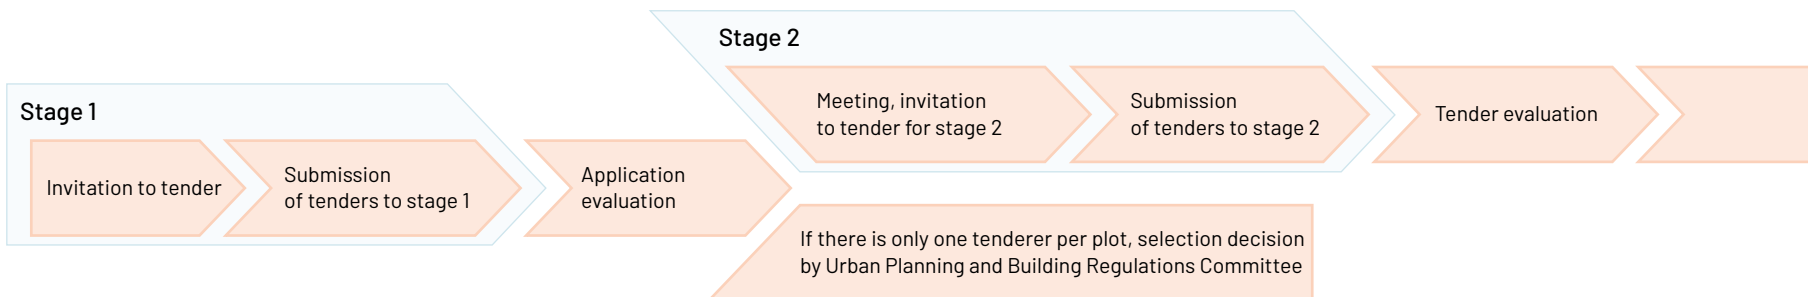 Stage 1
Invitation to tender
Submission
of tenders to stage 1
Application
evaluation
Stage 2
Meeting, invitation
to tender for stage 2
Submission
of tenders to stage 2
Tender evaluation
If there is only one tenderer per plot, selection decision
by Urban Planning and Building Regulations Committee